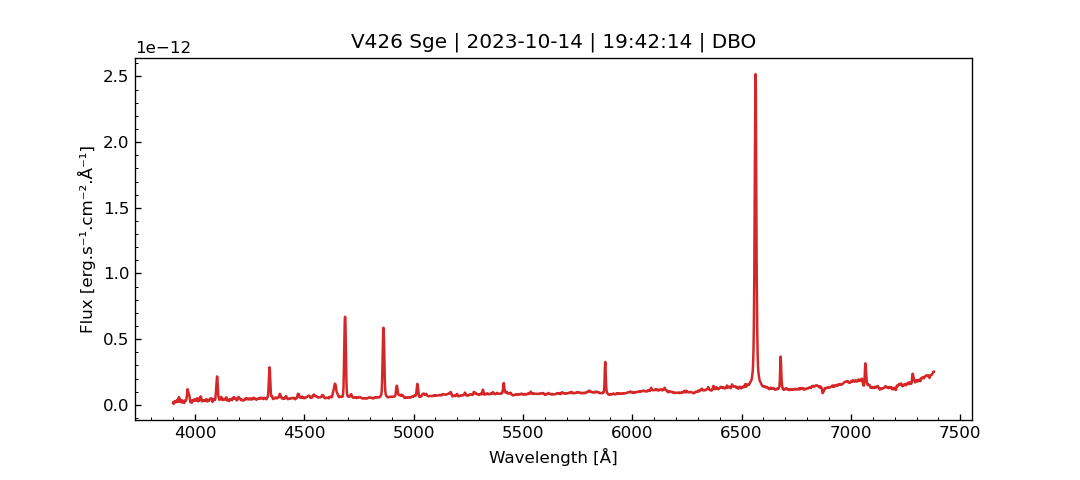 V426 Sge | 2023-10-14 | 19:42:14 | DBO
1e−12
2.5
2.0
1.5
1.0
0.5
0.0
Flux [erg.s⁻¹.cm⁻².Å⁻¹]
4000 4500 5000 5500 6000 6500 7000 7500
Wavelength [Å]